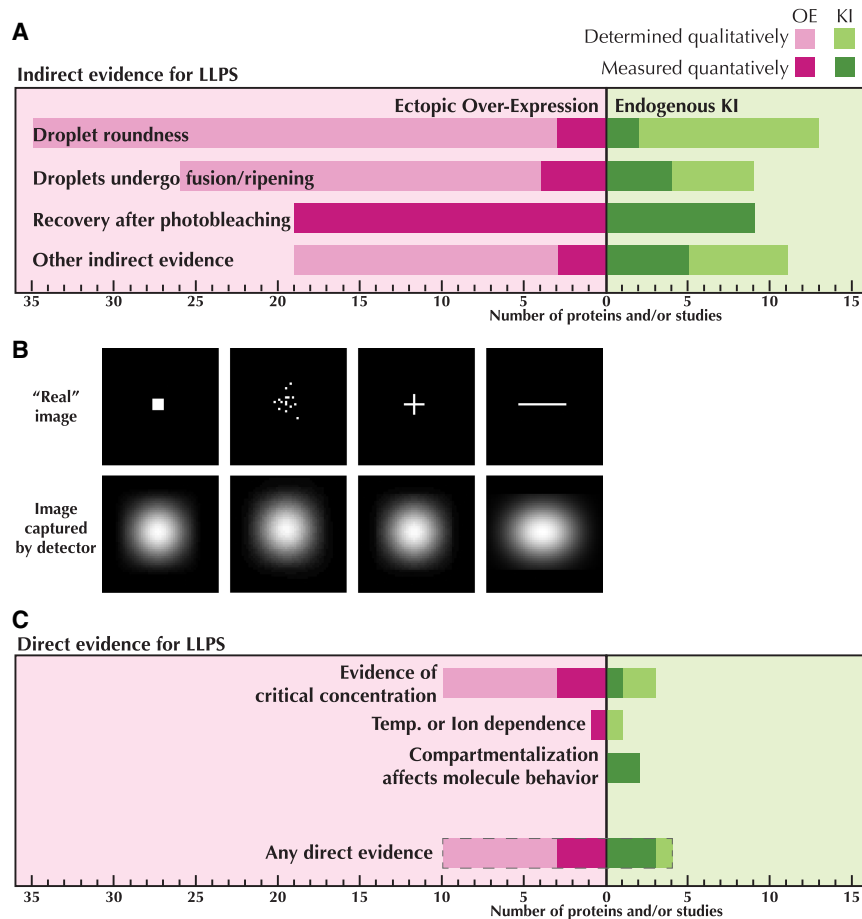 A
OE KI
Determined qualitatively
Measured quantatively
Indirect evidence for LLPS
Ectopic Over-Expression Endogenous KI
Droplet roundness
Droplets undergo fusion/ripening
Recovery after photobleaching
Other indirect evidence
35 30 25 20 15 10 5 0 5 10 15
Number of proteins and/or studies
B
“Real”
image
Image
captured
by detector
C
Direct evidence for LLPS
Evidence of
critical concentration
Temp. or Ion dependence
Compartmentalization
affects molecule behavior
Any direct evidence
35 30 25 20 15 10 5 0 5 10 15
Number of proteins and/or studies